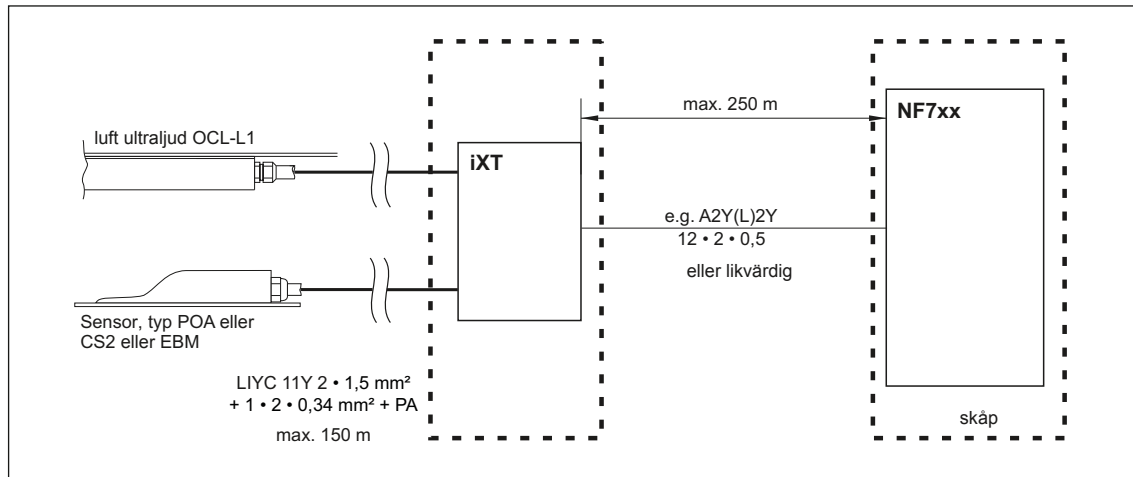 luft ultraljud OCL-L1
iXT
max. 250 m
NF7xx
e.g. A2Y(L)2Y
12 • 2 • 0,5
eller likvärdig
Sensor, typ POA eller
CS2 eller EBM
LIYC 11Y 2 • 1,5 mm²
+ 1 • 2 • 0,34 mm² + PA
max. 150 m
skåp